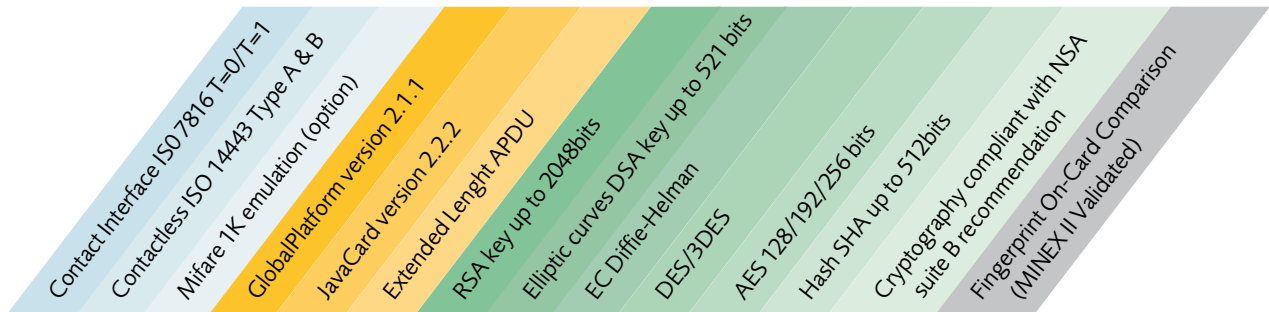 Contact Interface IS0 7816 T=0/T=1
Contactless ISO 14443 Type A & B
Mifare 1K emulation (option)
GlobalPlatform version 2.1.1
JavaCard version 2.2.2
Extended Lenght APDU
RSA key up to 2048bits
Elliptic curves DSA key up to 521 bits
EC Diffie-Helman
DES/3DES
AES 128/192/256 bits
Hash SHA up to 512bits
Cryptography compliant with NSA
suite B recommendation
Fingerprint On-Card Comparison
(MINEX II Validated)